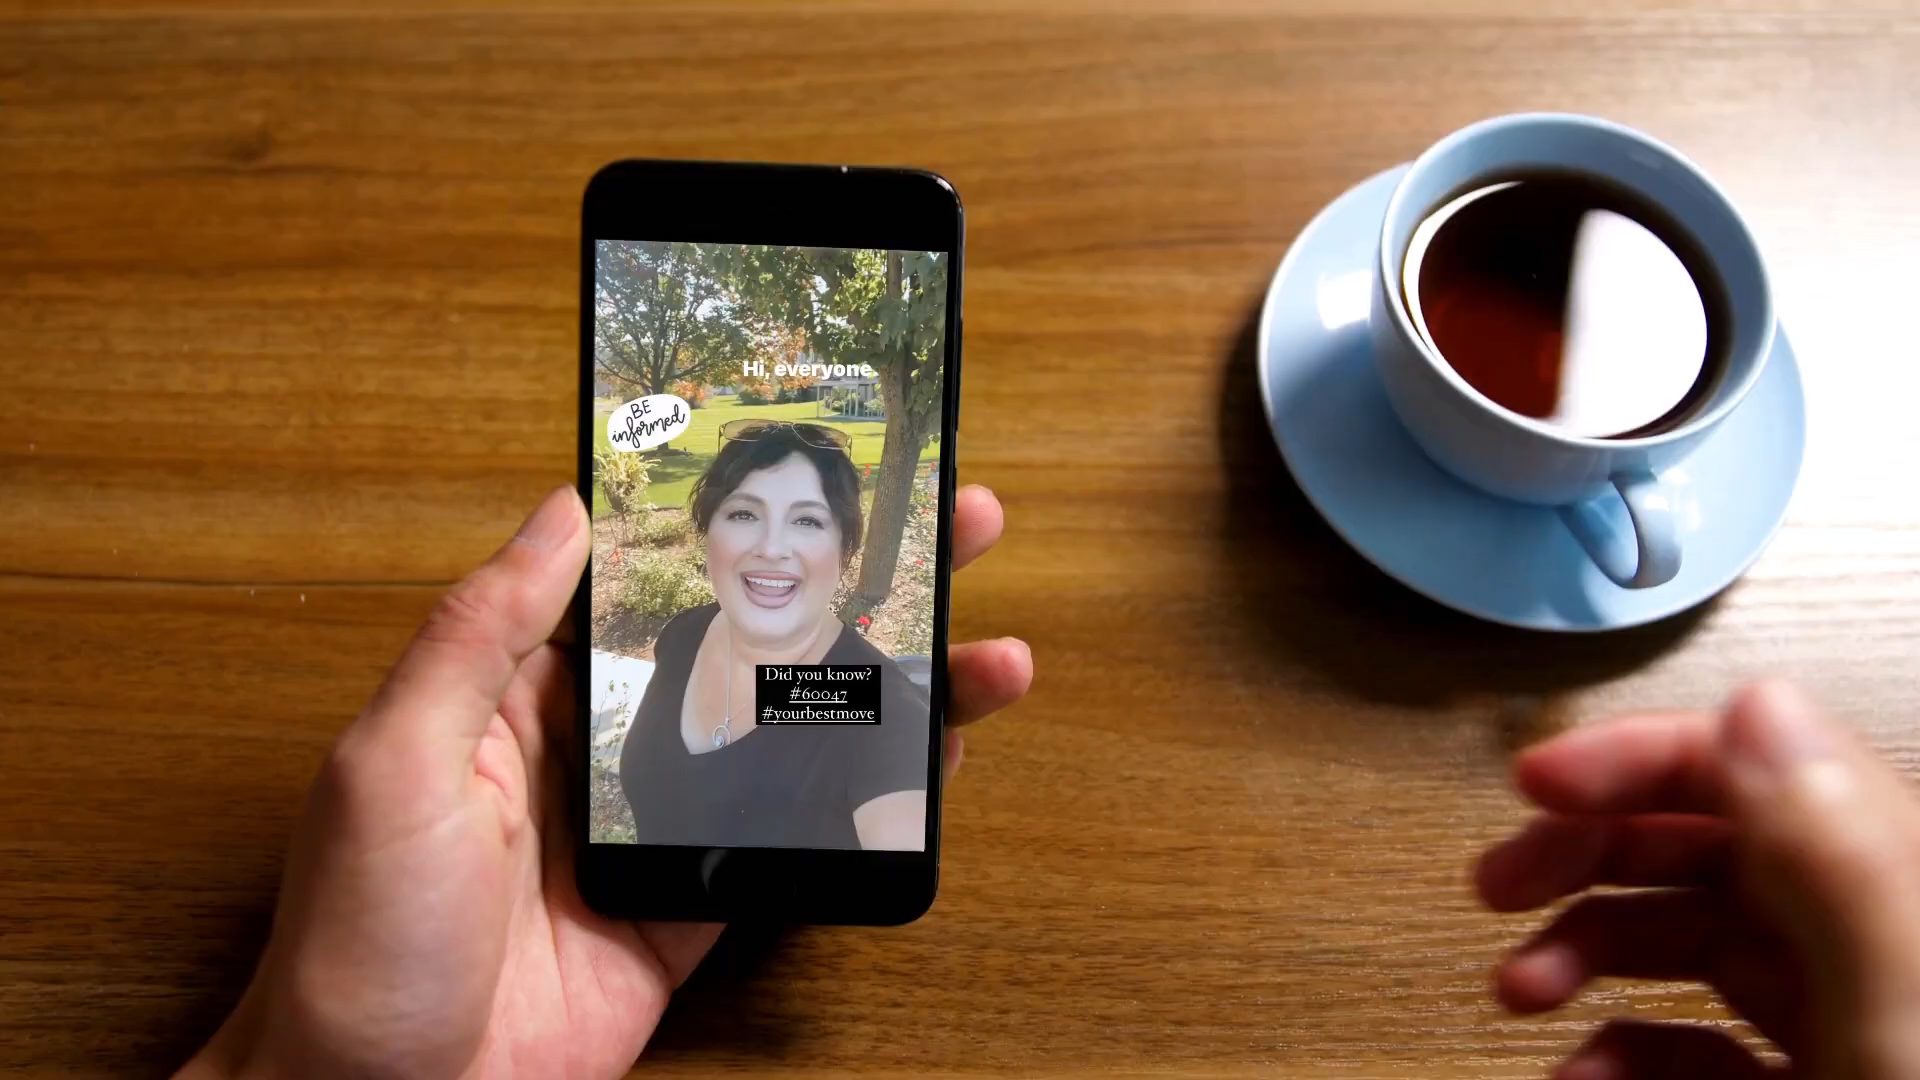 Hi, everyone.
BE
informed
Did you know?
#60047
#yourbestmove